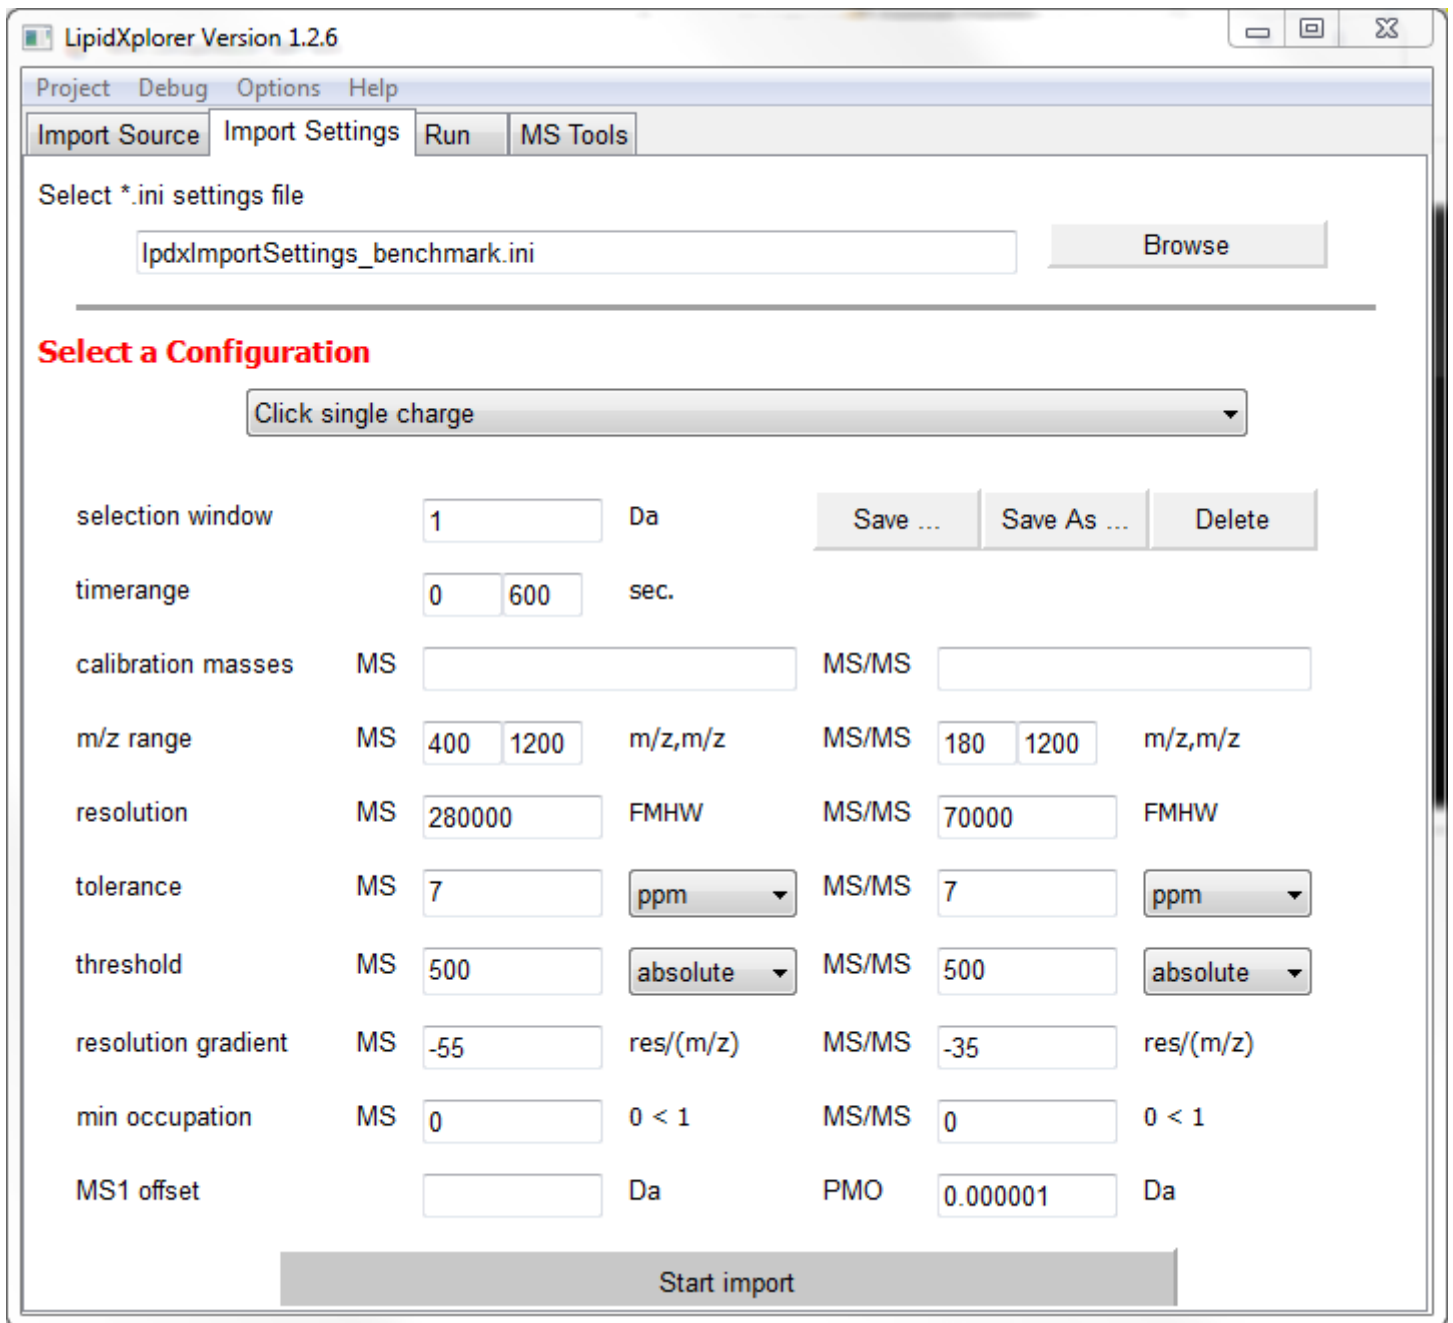 LipidXplorer Version 1.2.6
Project Debug Options Help
Import Source Import Settings Run MS Tools
Select *.ini settings file
lpdxImportSettings_benchmark.ini Browse
Select a Configuration
Click single charge
selection window 1 Da Save ... Save As ... Delete
timerange 0 600 sec.
calibration masses MS MS/MS
m/z range MS 400 1200 m/z,m/z MS/MS 180 1200 m/z,m/z
resolution MS 280000 FMHW MS/MS 70000 FMHW
tolerance MS 7 ppm MS/MS 7 ppm
threshold MS 500 absolute MS/MS 500 absolute
resolution gradient MS -55 res/(m/z) MS/MS -35 res/(m/z)
min occupation MS 0 0 < 1 MS/MS 0 0 < 1
MS1 offset Da PMO 0.000001 Da
Start import